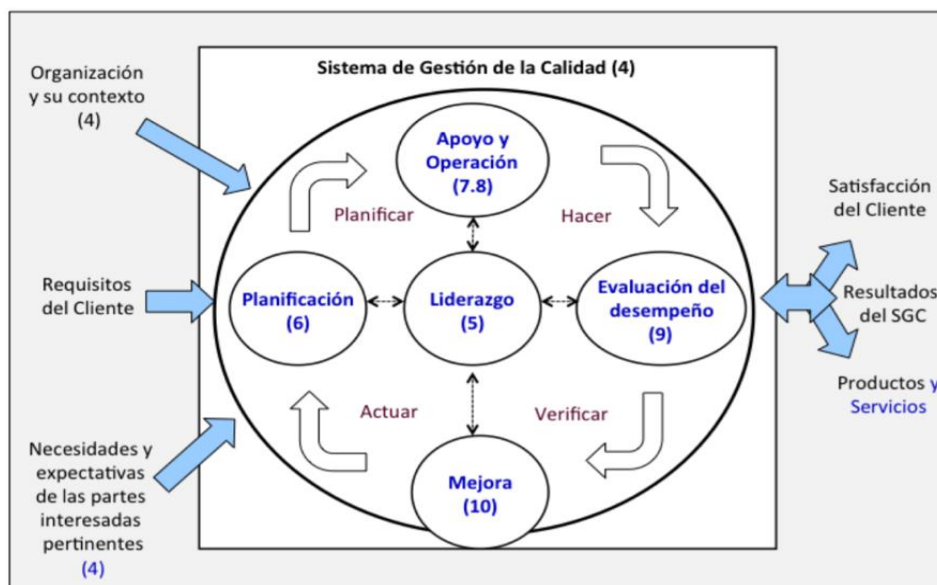 Sistema de Gestión de la Calidad (4)
Organización
y su contexto
(4)
Requisitos
del Cliente
Necesidades y
expectativas
de las partes
interesadas
pertinentes
(4)
Apoyo y
Operación
(7.8)
Planificar
Hacer
Planificación
(6)
Liderazgo
(5)
Evaluación del
desempeño
(9)
Actuar
Verificar
Mejora
(10)
Satisfacción
del Cliente
Resultados
del SGC
Productos y
Servicios